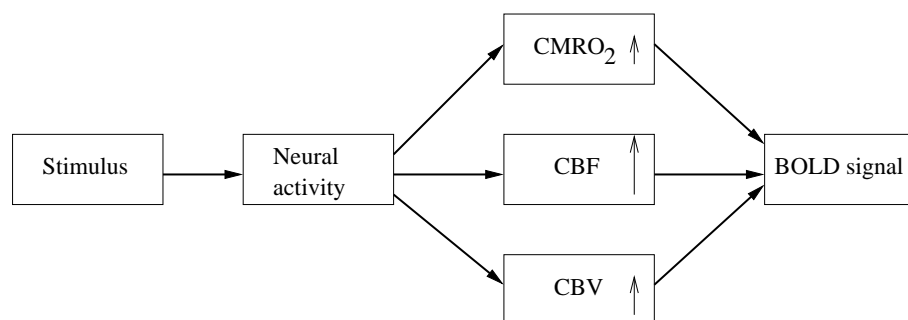 CMRO2
Stimulus
Neural
activity
CBF
BOLD signal
CBV